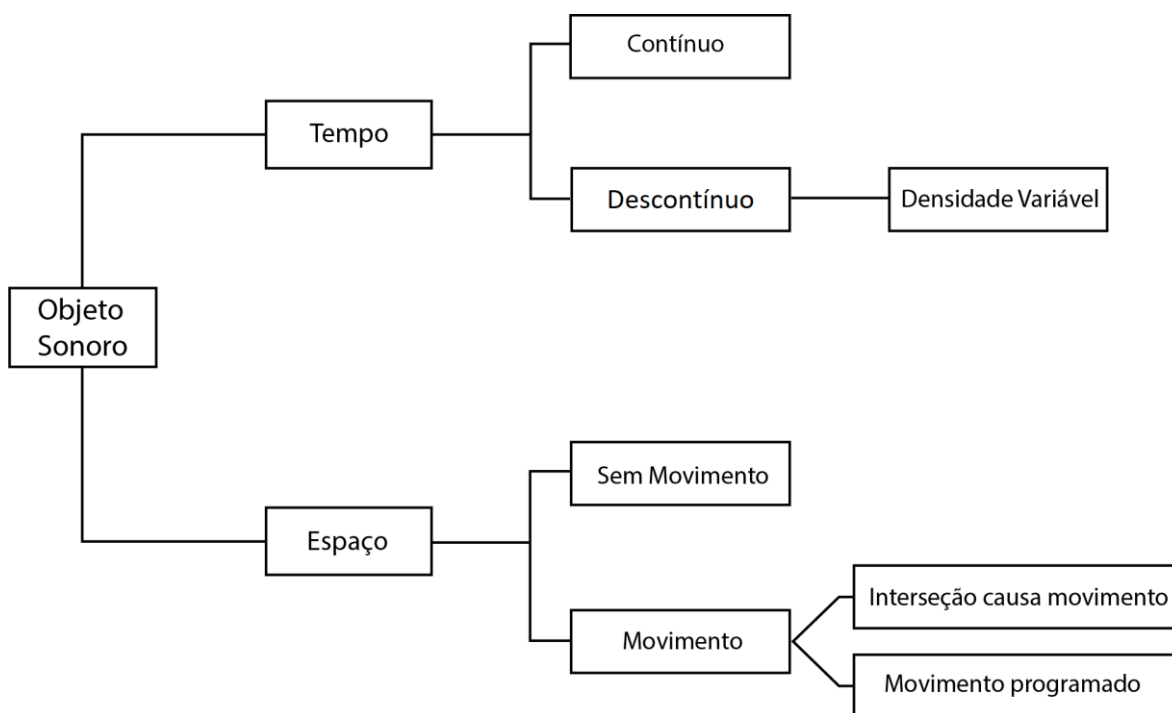 Contínuo
Tempo
Descontínuo
Densidade Variável
Objeto
Sonoro
Sem Movimento
Espaço
Interseção causa movimento
Movimento
Movimento programado